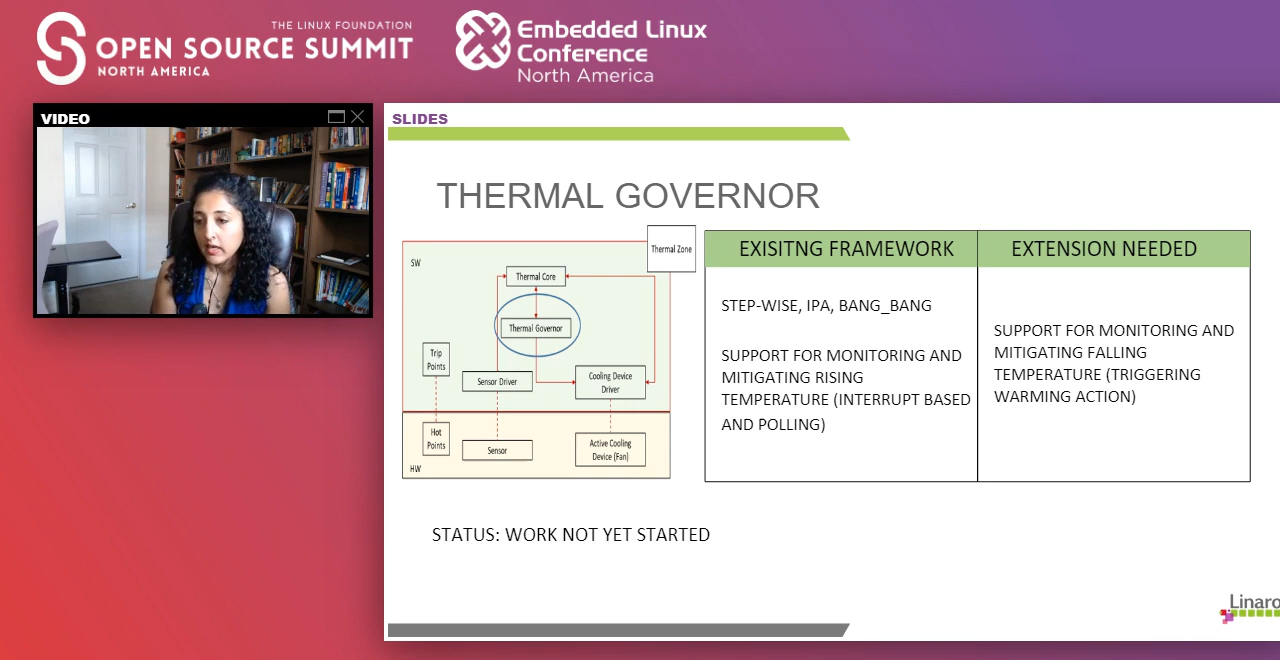 THE LINUX FOUNDATION
OPEN SOURCE SUMMIT
NORTH AMERICA
Embedded Linux
Conference
North America
VIDEO
SLIDES
THERMAL GOVERNOR
Thermal Zone
SW
Thermal Core
Thermal Governor
Trip
Points
Sensor Driver
Cooling Device
Driver
Hot
Points
Sensor
Active Cooling
Device (Fan)
HW
EXISITNG FRAMEWORK
EXTENSION NEEDED
STEP-WISE, IPA, BANG_BANG
SUPPORT FOR MONITORING AND
MITIGATING RISING
TEMPERATURE (INTERRUPT BASED
AND POLLING)
SUPPORT FOR MONITORING AND
MITIGATING FALLING
TEMPERATURE (TRIGGERING
WARMING ACTION)
STATUS: WORK NOT YET STARTED
Linaro